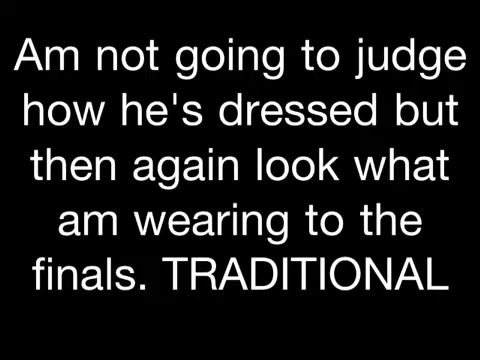 Am not going to judge
how he's dressed but
then again look what
am wearing to the
finals. TRADITIONAL